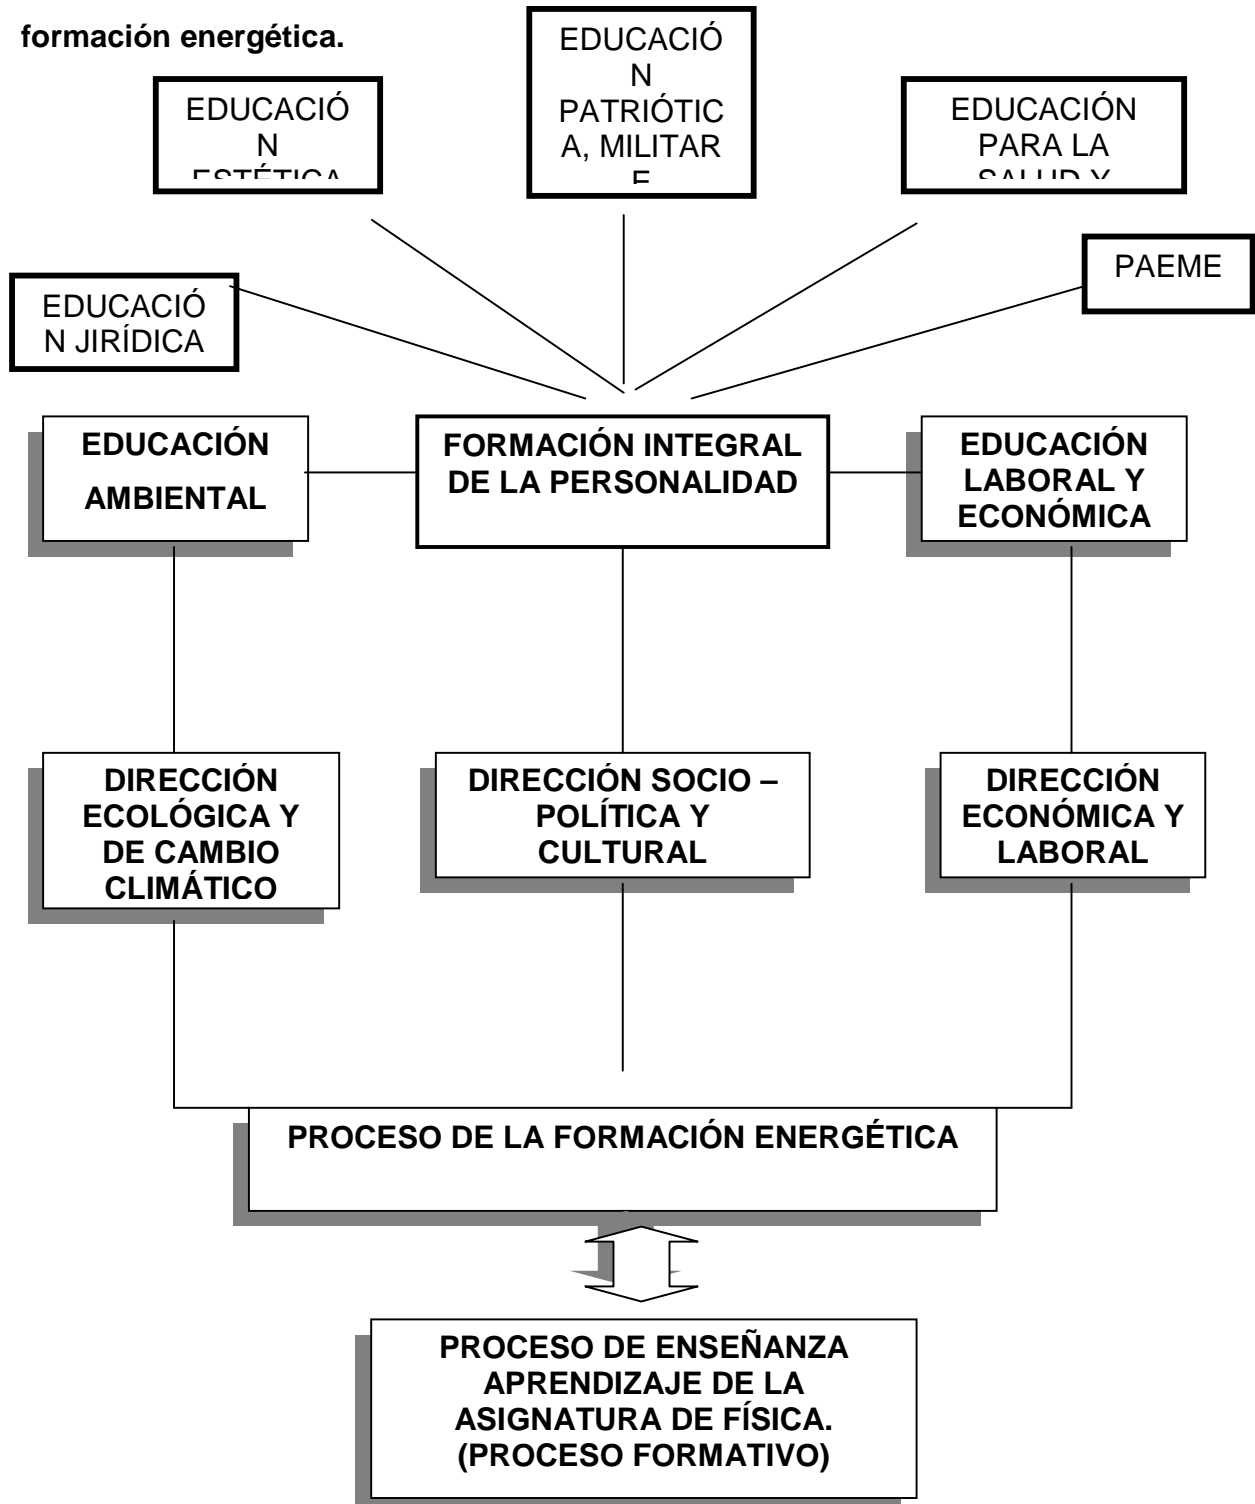 formación energética.
EDUCACIÓ
N
PATRIÓTIC
A, MILITAR
E
EDUCACIÓ
N
ESTÉTICA
EDUCACIÓN
PARA LA
SALUD Y
PAEME
EDUCACIÓ
N JIRÍDICA
EDUCACIÓN
AMBIENTAL
FORMACIÓN INTEGRAL
DE LA PERSONALIDAD
EDUCACIÓN
LABORAL Y
ECONÓMICA
DIRECCIÓN
ECOLÓGICA Y
DE CAMBIO
CLIMÁTICO
DIRECCIÓN SOCIO –
POLÍTICA Y
CULTURAL
DIRECCIÓN
ECONÓMICA Y
LABORAL
PROCESO DE LA FORMACIÓN ENERGÉTICA
PROCESO DE ENSEÑANZA
APRENDIZAJE DE LA
ASIGNATURA DE FÍSICA.
(PROCESO FORMATIVO)